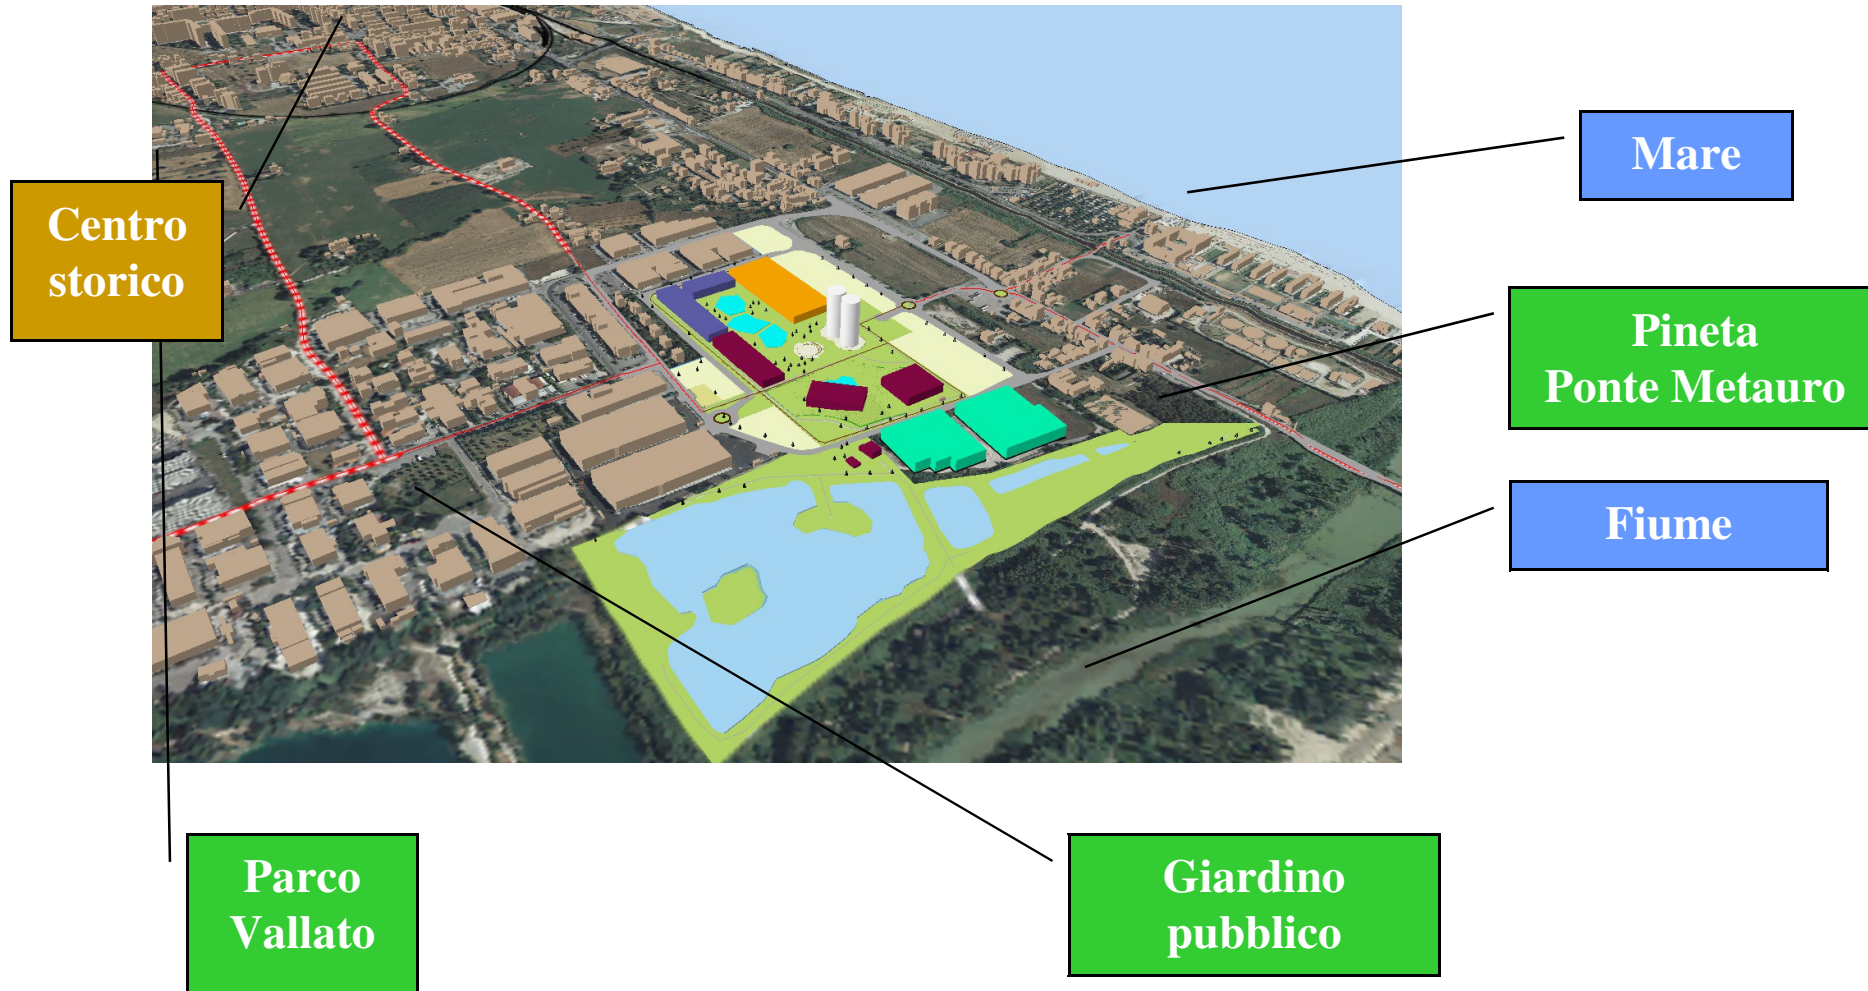 Mare
Centro
storico
Pineta
Ponte Metauro
Fiume
Parco
Vallato
Giardino
pubblico